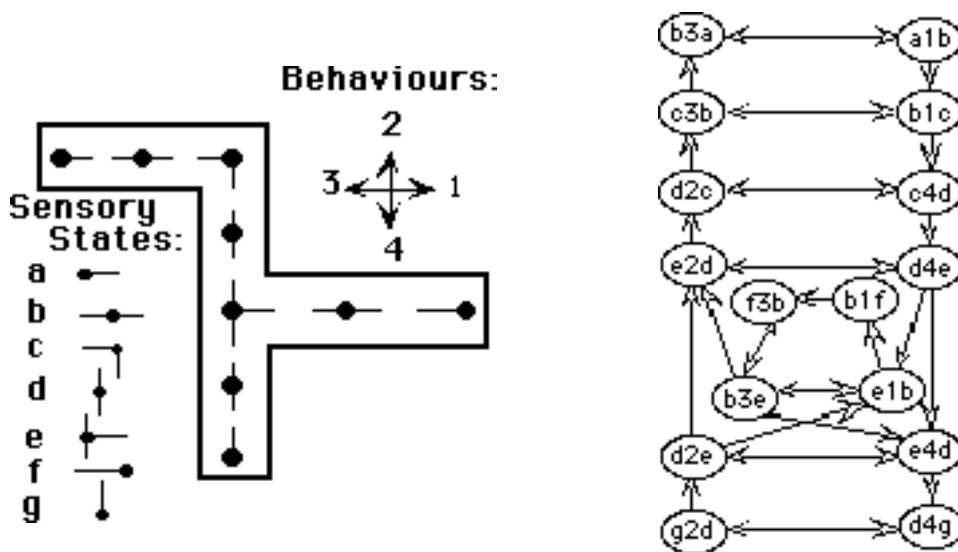 Behaviours:
2
3 1
4
Sensory
States:
a
b
c
d
e
f
g
b3a a1b
c3b b1c
d2c c4d
e2d d4e
f3b b1f
b3e e1b
d2e e4d
g2d d4g